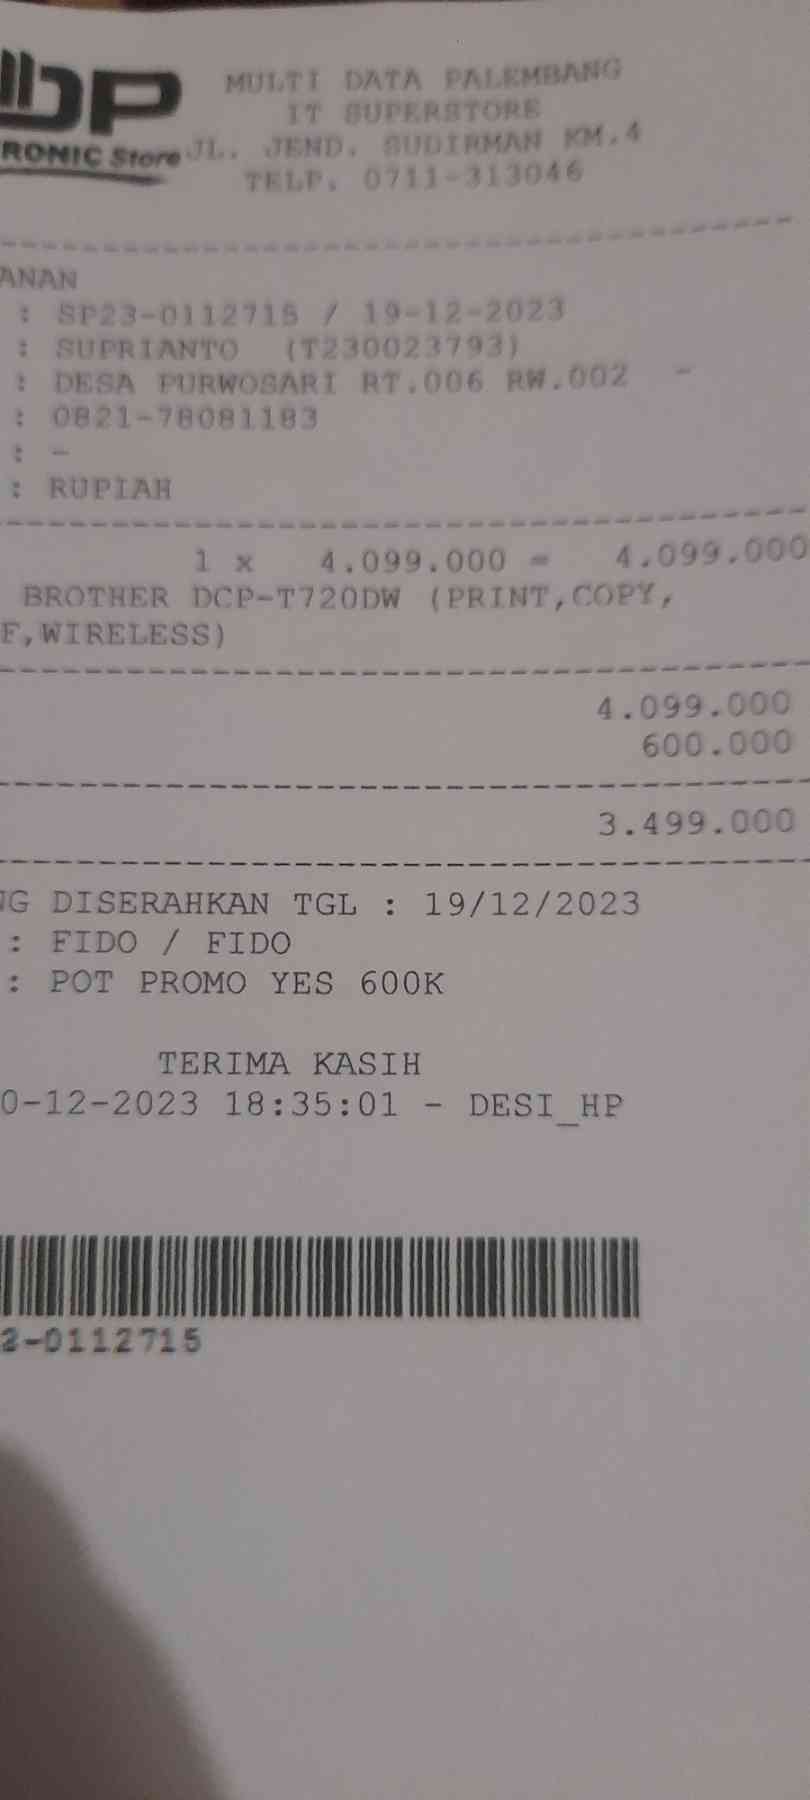 MDP
RONIC Store
MULTI DATA PALEMBANG
IT SUPERSTORE
JL. JEND. SUDIRMAN KM.4
TELP. 0711-313046
ANAN
: SP23-0112715 / 19-12-2023
: SUPRIANTO (T230023793)
: DESA PURWOSARI RT.006 RW.002 -
: 0821-78081183
: -
: RUPIAH
1 x 4.099.000 = 4.099.000
BROTHER DCP-T720DW (PRINT,COPY,
F,WIRELESS)
4.099.000
600.000
3.499.000
NG DISERAHKAN TGL : 19/12/2023
: FIDO / FIDO
: POT PROMO YES 600K
TERIMA KASIH
0-12-2023 18:35:01 - DESI_HP
3-0112715